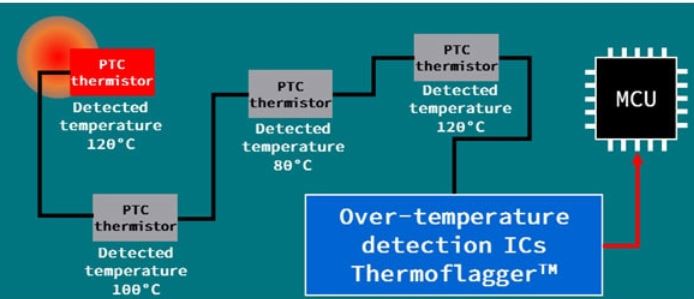 PTC
thermistor
Detected
temperature
120°C
PTC
thermistor
Detected
temperature
80°C
PTC
thermistor
Detected
temperature
120°C
MCU
PTC
thermistor
Detected
temperature
100°C
Over-temperature
detection ICs
Thermoflagger™